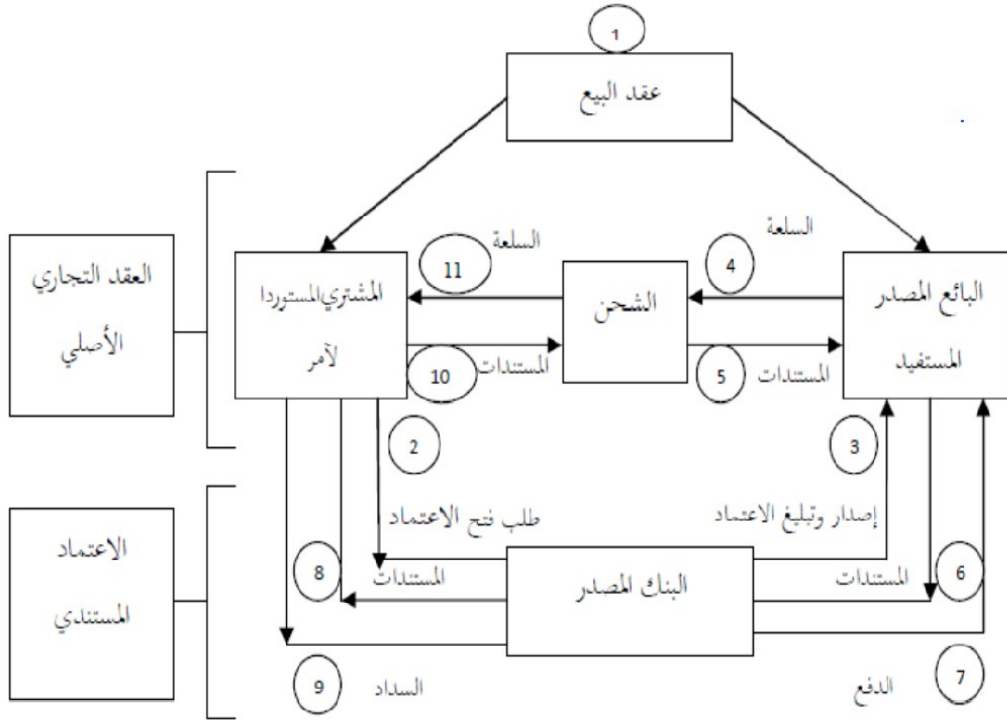 1
عقد البيع
السلعة
السلعة
العقد التجاري
الأصلي
البائع المصدر
المستفيد
4
الشحن
11
المشتري المستوردا
لآمر
المستندات
5
المستندات
10
3
2
إصدار وتبليغ الاعتماد
طلب فتح الاعتماد
الاعتماد
المستندي
6
المستندات
البنك المصدر
المستندات
8
7
الدفع
السداد
9